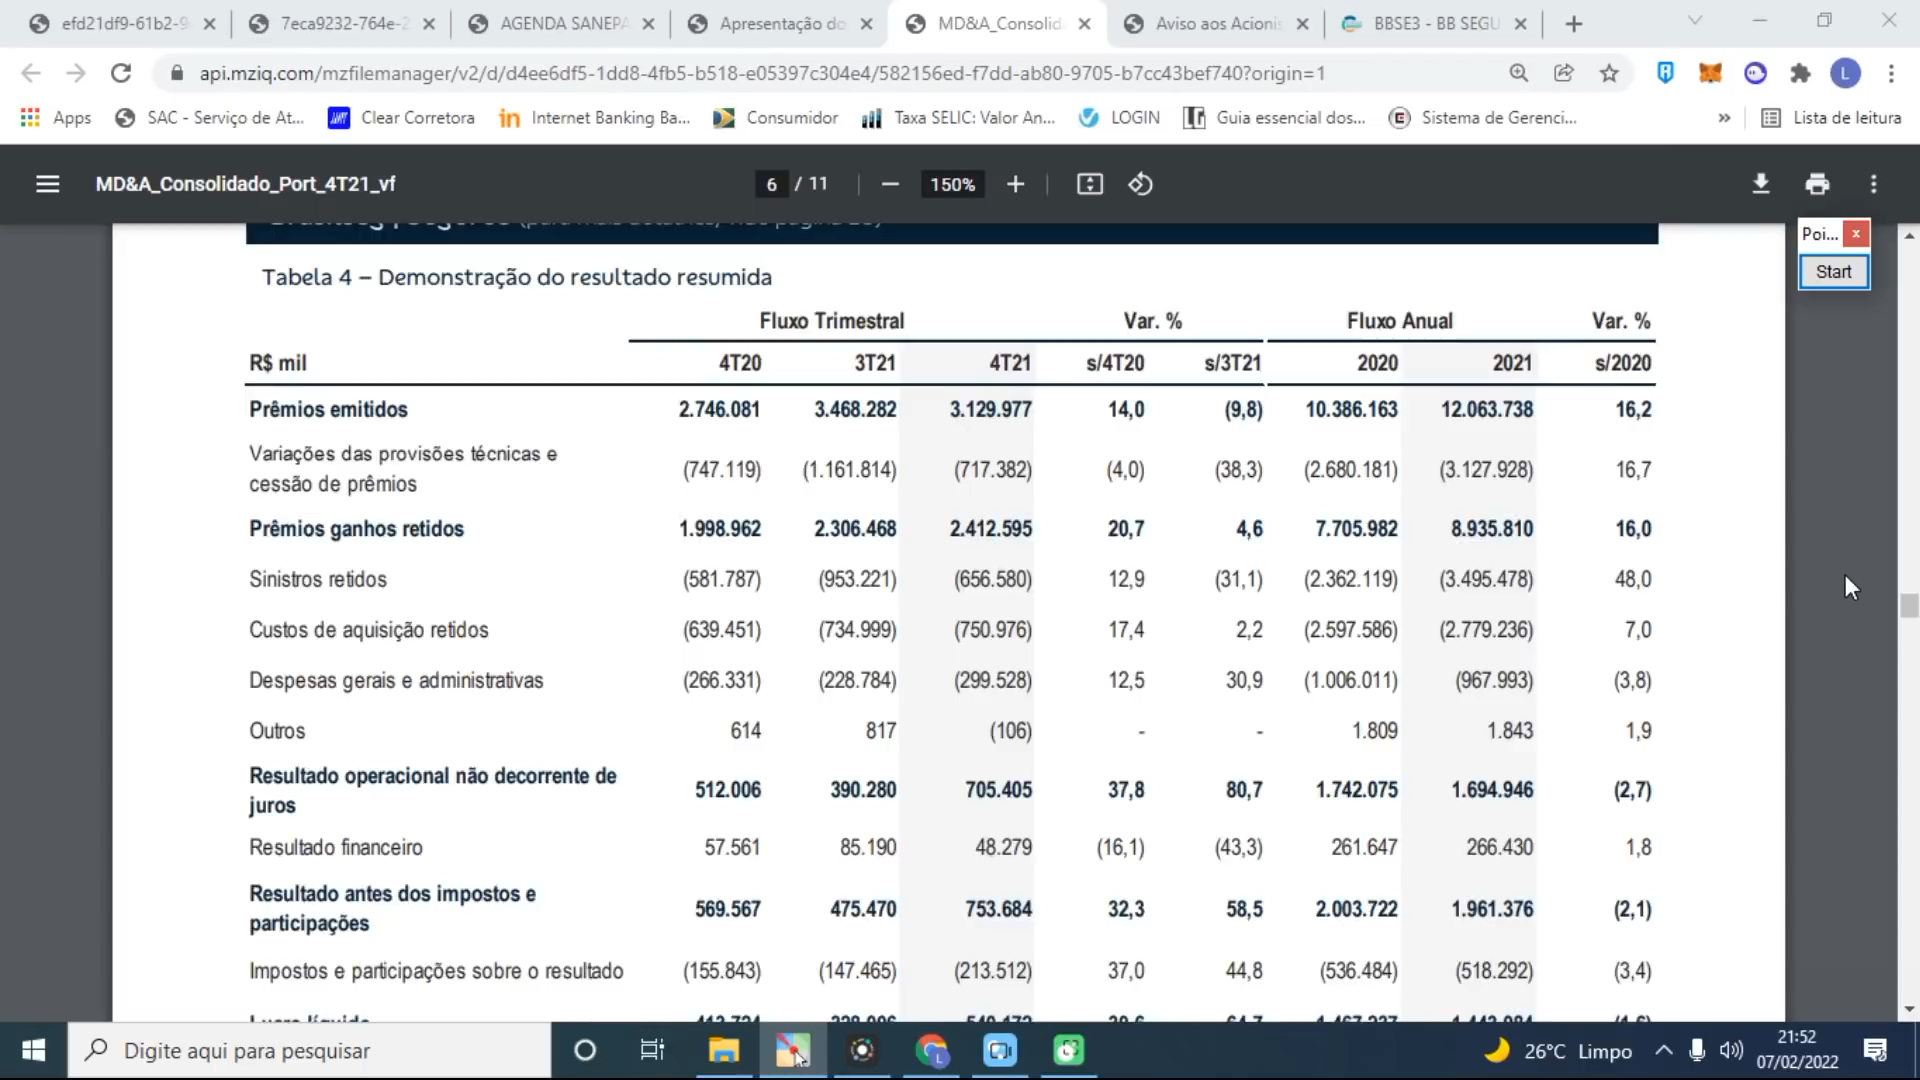 efd21df9-61b2-9
7eca9232-764e-2
AGENDA SANEPA
Apresentação do
MD&A_Consolid
Aviso aos Acionis
BBSE3 - BB SEGU
api.mziq.com/mzfilemanager/v2/d/d4ee6df5-1dd8-4fb5-b518-e05397c304e4/582156ed-f7dd-ab80-9705-b7cc43bef740?origin=1
L
Apps
SAC - Serviço de At...
Clear Corretora
in Internet Banking Ba...
Consumidor
Taxa SELIC: Valor An...
LOGIN
Guia essencial dos...
Sistema de Gerenci...
»
Lista de leitura
MD&A_Consolidado_Port_4T21_vf
6 / 11
150%
Poi... x
Start
Tabela 4 – Demonstração do resultado resumida
Fluxo Trimestral Var. % Fluxo Anual Var. %
R$ mil 4T20 3T21 4T21 s/4T20 s/3T21 2020 2021 s/2020
Prêmios emitidos 2.746.081 3.468.282 3.129.977 14,0 (9,8) 10.386.163 12.063.738 16,2
Variações das provisões técnicas e
cessão de prêmios (747.119) (1.161.814) (717.382) (4,0) (38,3) (2.680.181) (3.127.928) 16,7
Prêmios ganhos retidos 1.998.962 2.306.468 2.412.595 20,7 4,6 7.705.982 8.935.810 16,0
Sinistros retidos (581.787) (953.221) (656.580) 12,9 (31,1) (2.362.119) (3.495.478) 48,0
Custos de aquisição retidos (639.451) (734.999) (750.976) 17,4 2,2 (2.597.586) (2.779.236) 7,0
Despesas gerais e administrativas (266.331) (228.784) (299.528) 12,5 30,9 (1.006.011) (967.993) (3,8)
Outros 614 817 (106) - - 1.809 1.843 1,9
Resultado operacional não decorrente de
juros 512.006 390.280 705.405 37,8 80,7 1.742.075 1.694.946 (2,7)
Resultado financeiro 57.561 85.190 48.279 (16,1) (43,3) 261.647 266.430 1,8
Resultado antes dos impostos e
participações 569.567 475.470 753.684 32,3 58,5 2.003.722 1.961.376 (2,1)
Impostos e participações sobre o resultado (155.843) (147.465) (213.512) 37,0 44,8 (536.484) (518.292) (3,4)
Digite aqui para pesquisar
26°C Limpo
21:52
07/02/2022